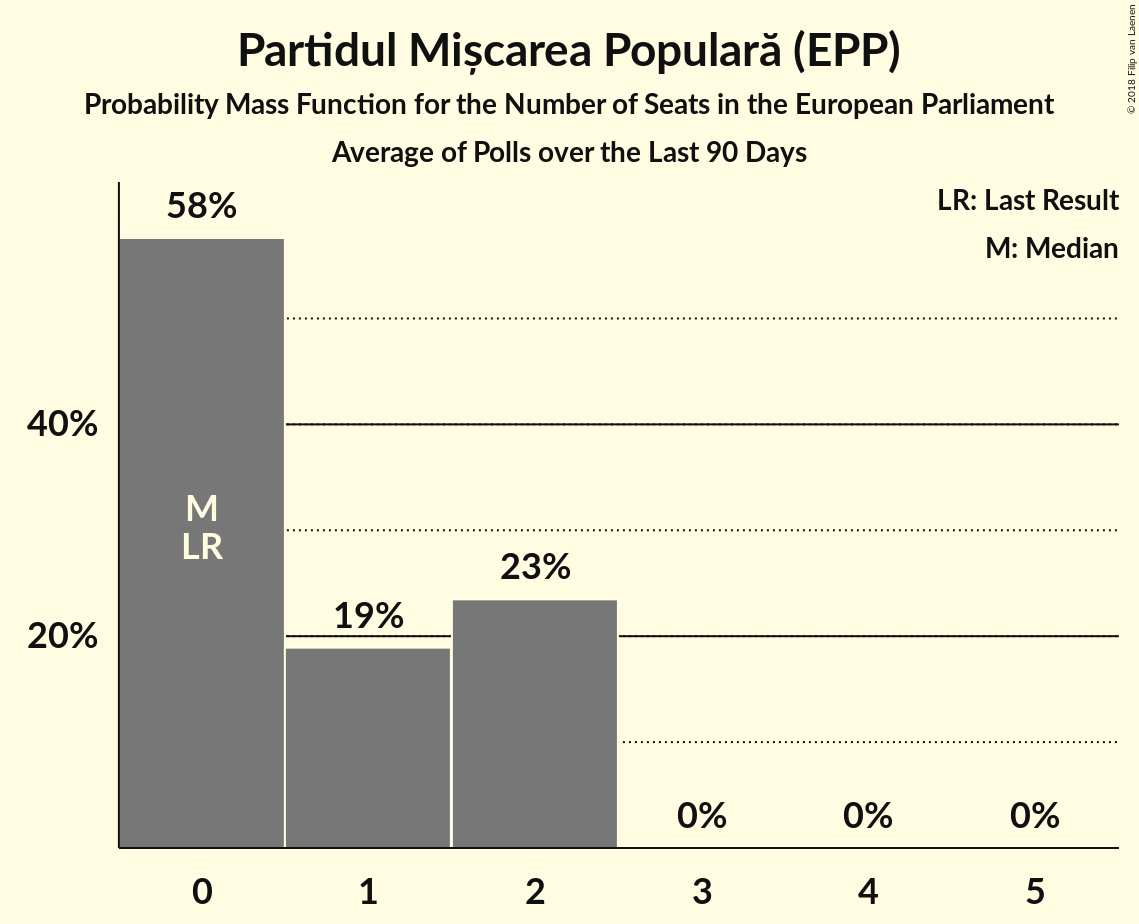 Partidul Mișcarea Populară (EPP)
Probability Mass Function for the Number of Seats in the European Parliament
Average of Polls over the Last 90 Days
© 2018 Filip van Laenen
LR: Last Result
M: Median
58%
40%
M
LR
23%
19%
20%
0% 0% 0%
0 1 2 3 4 5